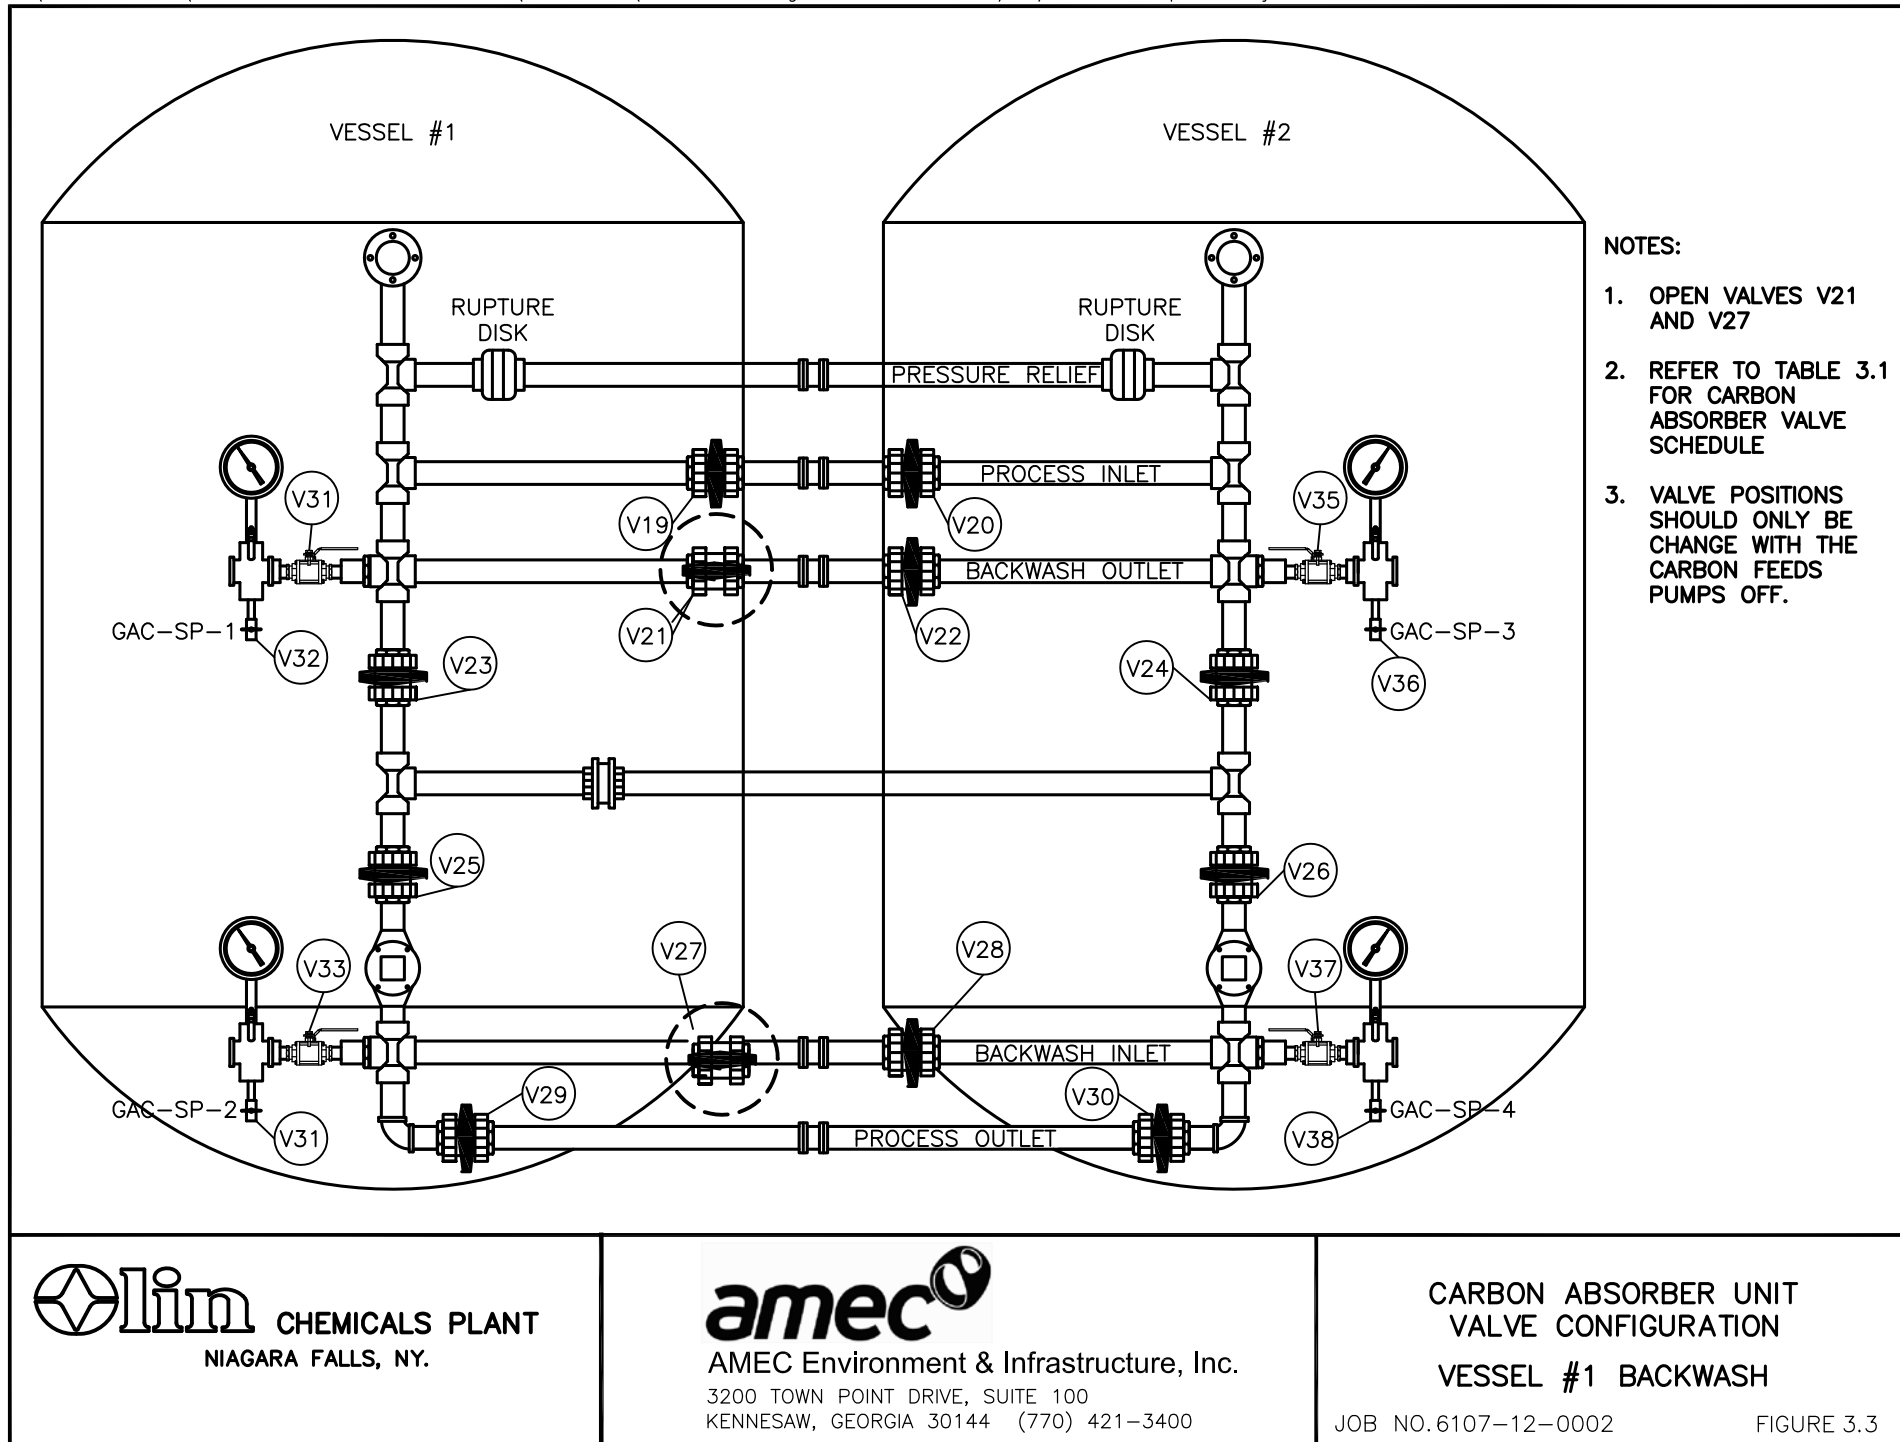 VESSEL #1
VESSEL #2
RUPTURE
DISK
RUPTURE
DISK
PRESSURE RELIEF
PROCESS INLET
V31
V19
V20
V35
BACKWASH OUTLET
GAC-SP-1
V32
V21
V22
GAC-SP-3
V36
V23
V24
V25
V26
V33
V27
V28
V37
BACKWASH INLET
GAC-SP-2
V31
V29
V30
GAC-SP-4
V38
PROCESS OUTLET
NOTES:
1. OPEN VALVES V21
AND V27
2. REFER TO TABLE 3.1
FOR CARBON
ABSORBER VALVE
SCHEDULE
3. VALVE POSITIONS
SHOULD ONLY BE
CHANGE WITH THE
CARBON FEEDS
PUMPS OFF.
Olin CHEMICALS PLANT
NIAGARA FALLS, NY.
amec
AMEC Environment & Infrastructure, Inc.
3200 TOWN POINT DRIVE, SUITE 100
KENNESAW, GEORGIA 30144 (770) 421-3400
CARBON ABSORBER UNIT
VALVE CONFIGURATION
VESSEL #1 BACKWASH
JOB NO.6107-12-0002 FIGURE 3.3